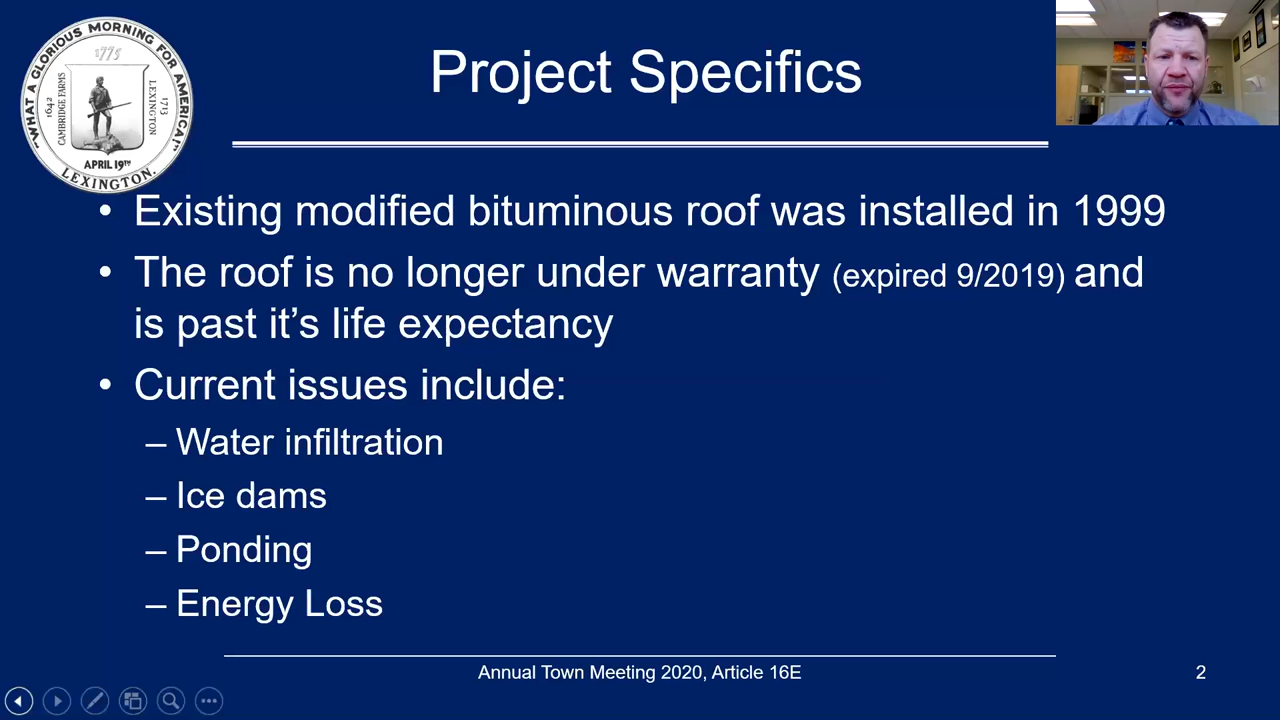 "WHAT A GLORIOUS MORNING FOR AMERICA!"
1775
1642
CAMBRIDGE FARMS
1713
LEXINGTON
APRIL 19TH
LEXINGTON.
Project Specifics
• Existing modified bituminous roof was installed in 1999
• The roof is no longer under warranty (expired 9/2019) and
is past it’s life expectancy
• Current issues include:
– Water infiltration
– Ice dams
– Ponding
– Energy Loss
Annual Town Meeting 2020, Article 16E
2